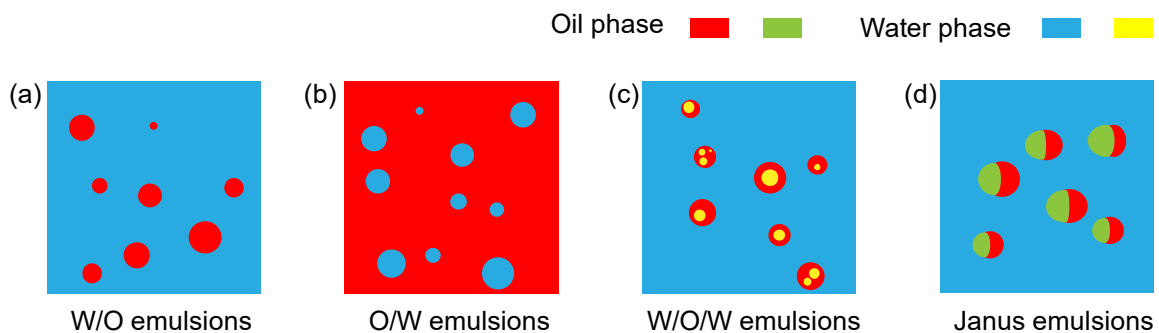 Oil phase
Water phase
(a)
(b)
(c)
(d)
W/O emulsions
O/W emulsions
W/O/W emulsions
Janus emulsions